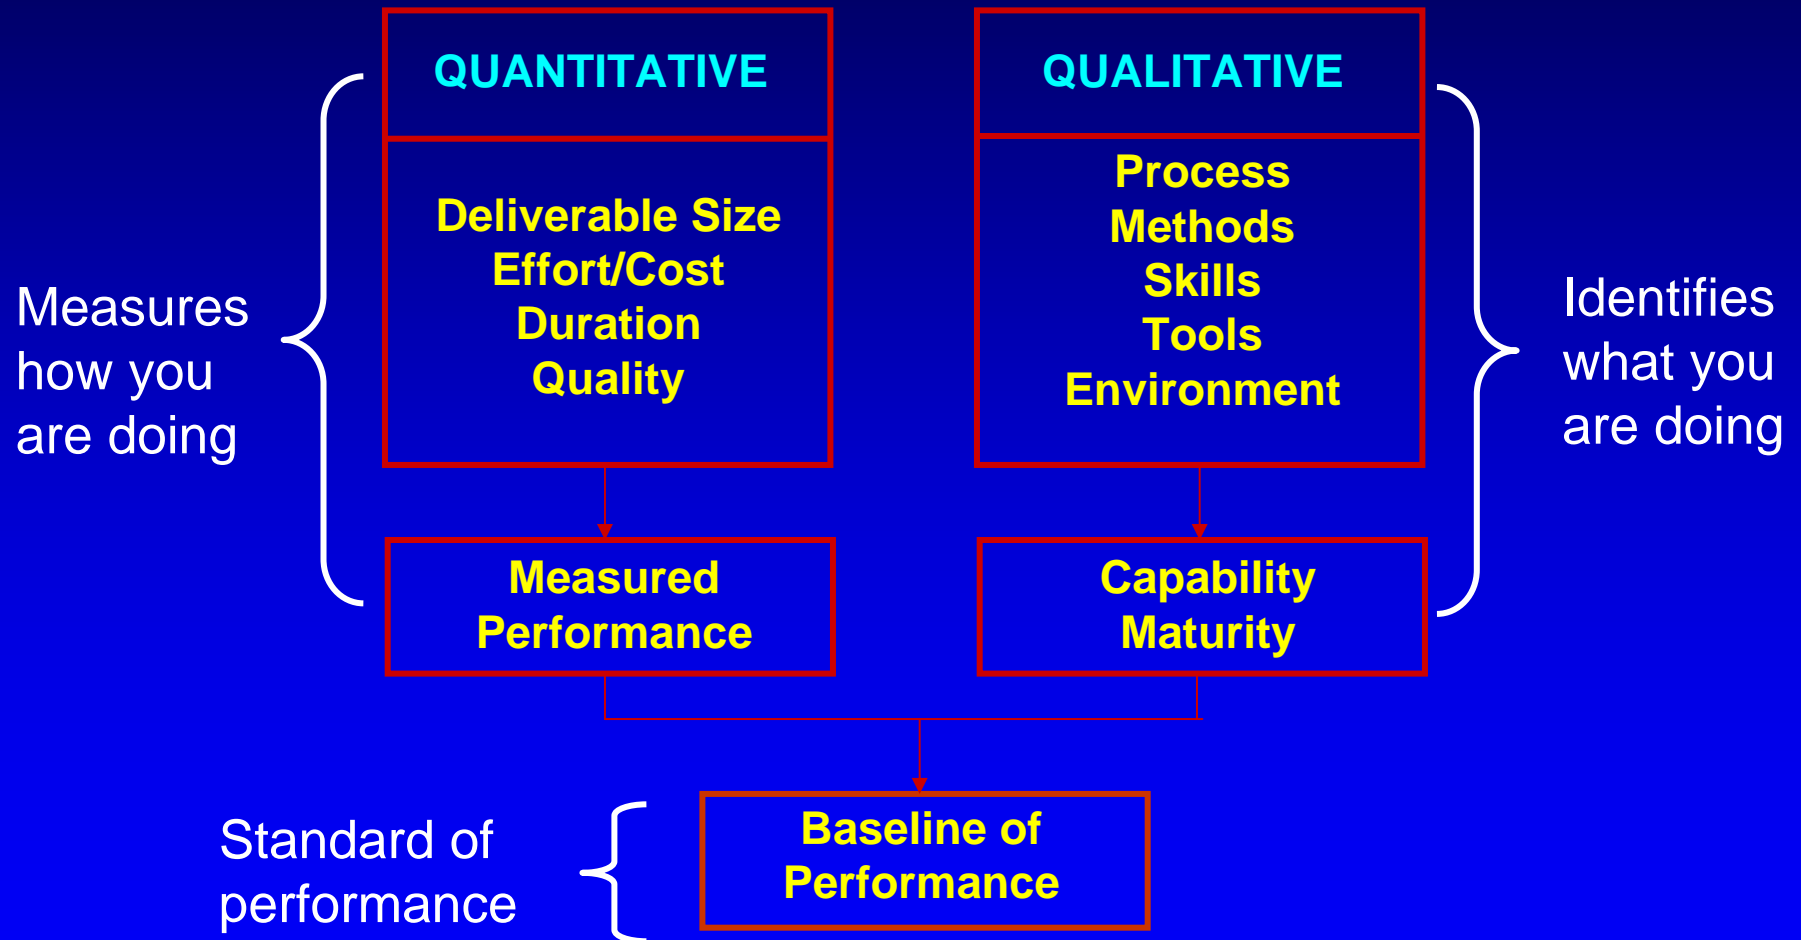 QUANTITATIVE
Deliverable Size
Effort/Cost
Duration
Quality
Measures
how you
are doing
Measured
Performance
QUALITATIVE
Process
Methods
Skills
Tools
Environment
Identifies
what you
are doing
Capability
Maturity
Standard of
performance
Baseline of
Performance